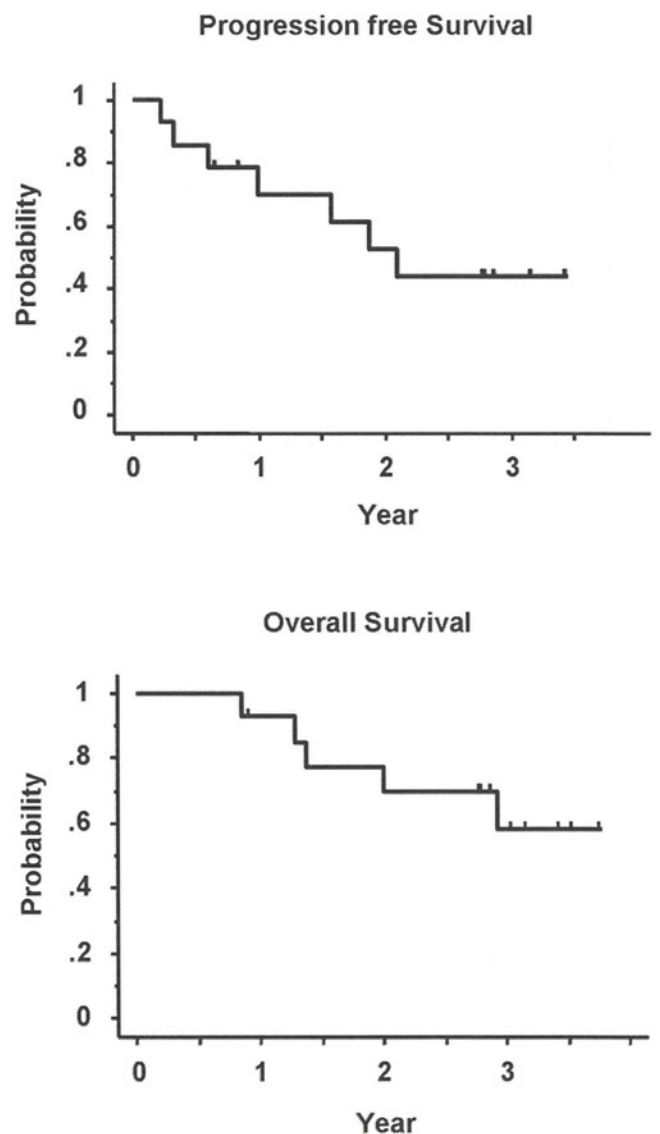 Progression free Survival
1
.8
.6
.4
.2
0
Probability
0 1 2 3
Year
Overall Survival
1
.8
.6
.4
.2
0
Probability
0 1 2 3
Year